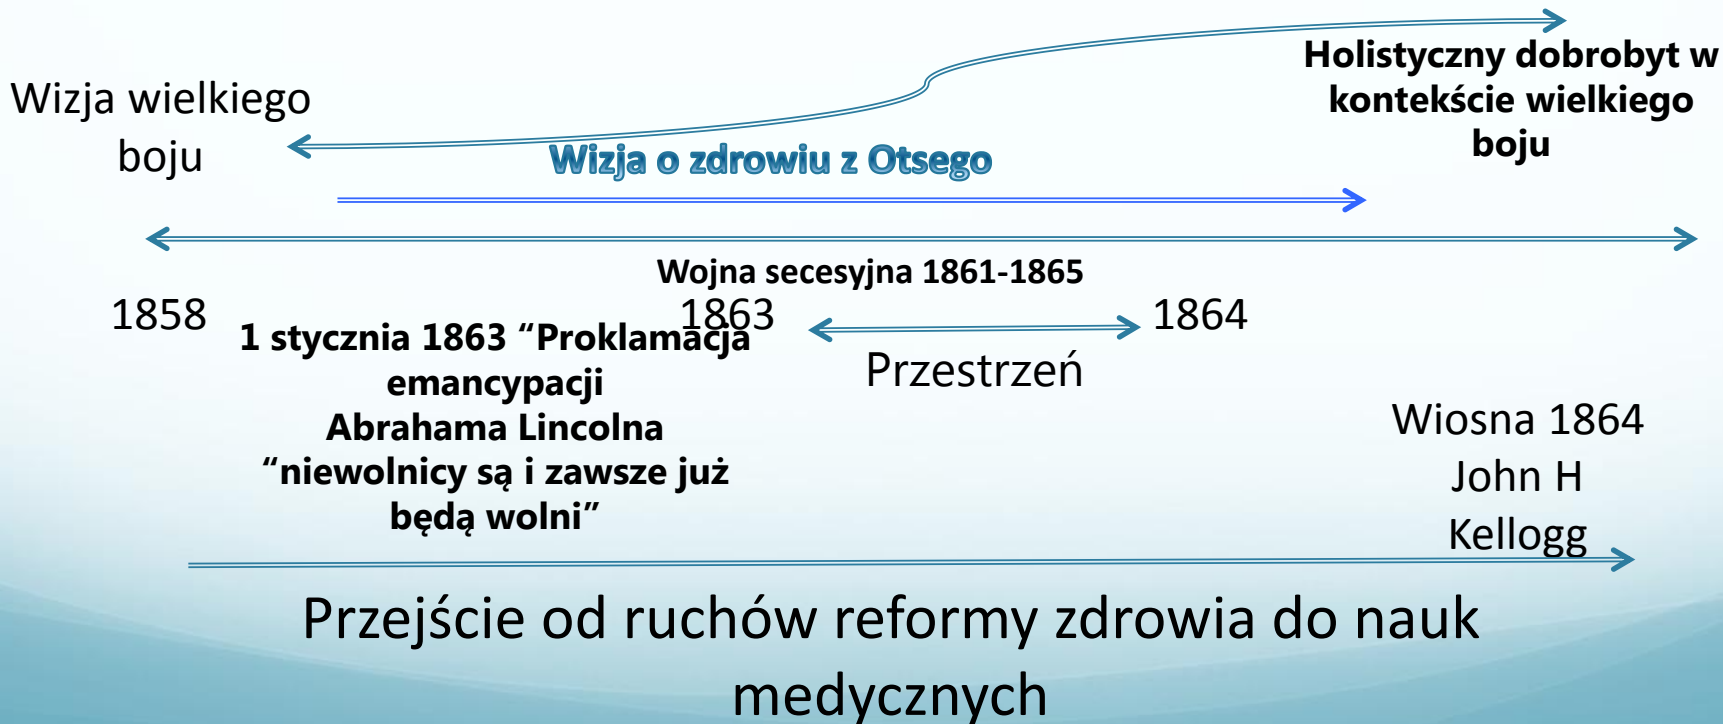 Wizja wielkiego
boju
Holistyczny dobrobyt w
kontekście wielkiego
boju
Wizja o zdrowiu z Otsego
Wojna secesyjna 1861-1865
1858
1863
1864
1 stycznia 1863 “Proklamacja
emancypacji
Abrahama Lincolna
“niewolnicy są i zawsze już
będą wolni”
Przestrzeń
Wiosna 1864
John H
Kellogg
Przejście od ruchów reformy zdrowia do nauk
medycznych